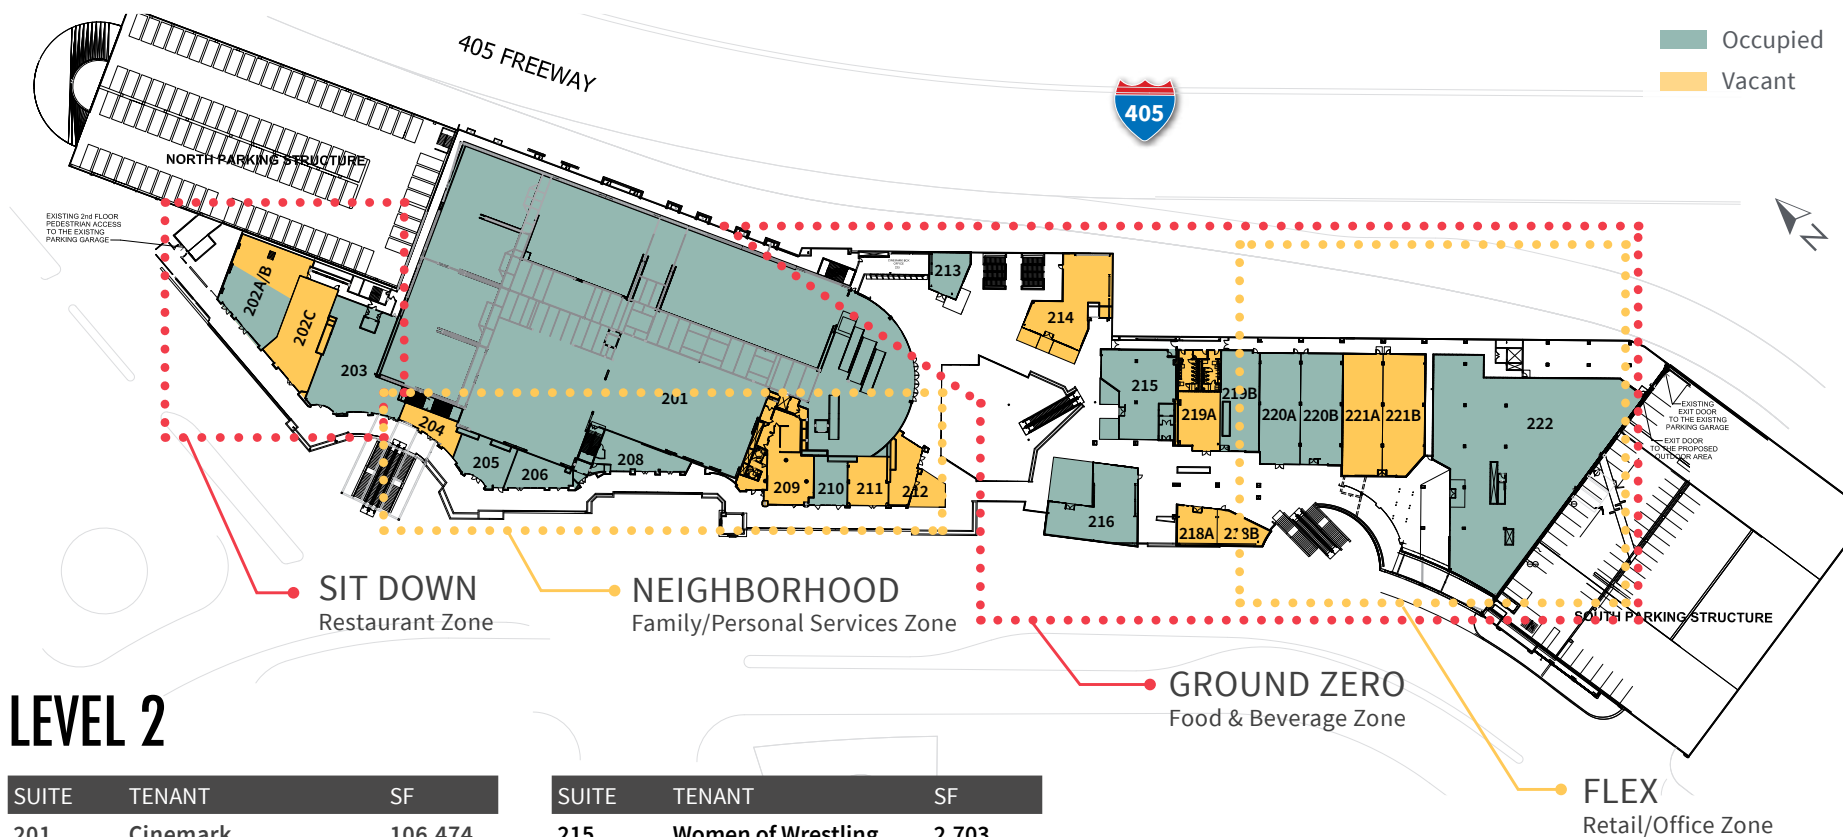 405 FREEWAY
405
Occupied
Vacant
NORTH PARKING STRUCTURE
EXISTING 2nd FLOOR
PEDESTRIAN ACCESS
TO THE EXISTNG
PARKING GARAGE
N
202A/B
202C
203
204
205
206
208
201
209
210
211
212
213
214
215
216
218A
218B
219A
219B
220A
220B
221A
221B
222
EXISTING
EXIT DOOR
TO THE EXISTNG
PARKING GARAGE
EXIT DOOR
TO THE PROPOSED
OUTDOOR AREA
SOUTH PARKING STRUCTURE
SIT DOWN
Restaurant Zone
NEIGHBORHOOD
Family/Personal Services Zone
GROUND ZERO
Food & Beverage Zone
FLEX
Retail/Office Zone
LEVEL 2
SUITE TENANT SF
201 Cinemark 106,474
SUITE TENANT SF
215 Women of Wrestling 2,703